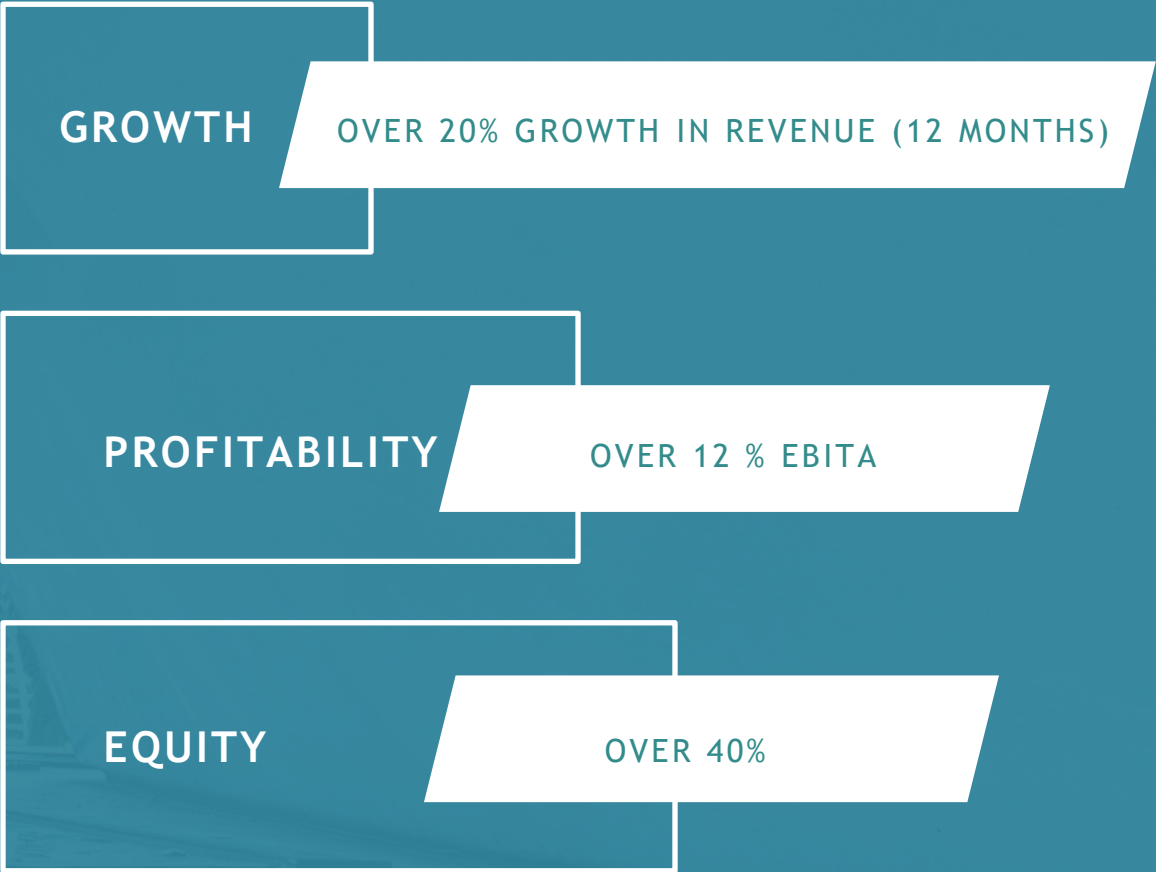 GROWTH
OVER 20% GROWTH IN REVENUE (12 MONTHS)
PROFITABILITY
OVER 12 % EBITA
EQUITY
OVER 40%